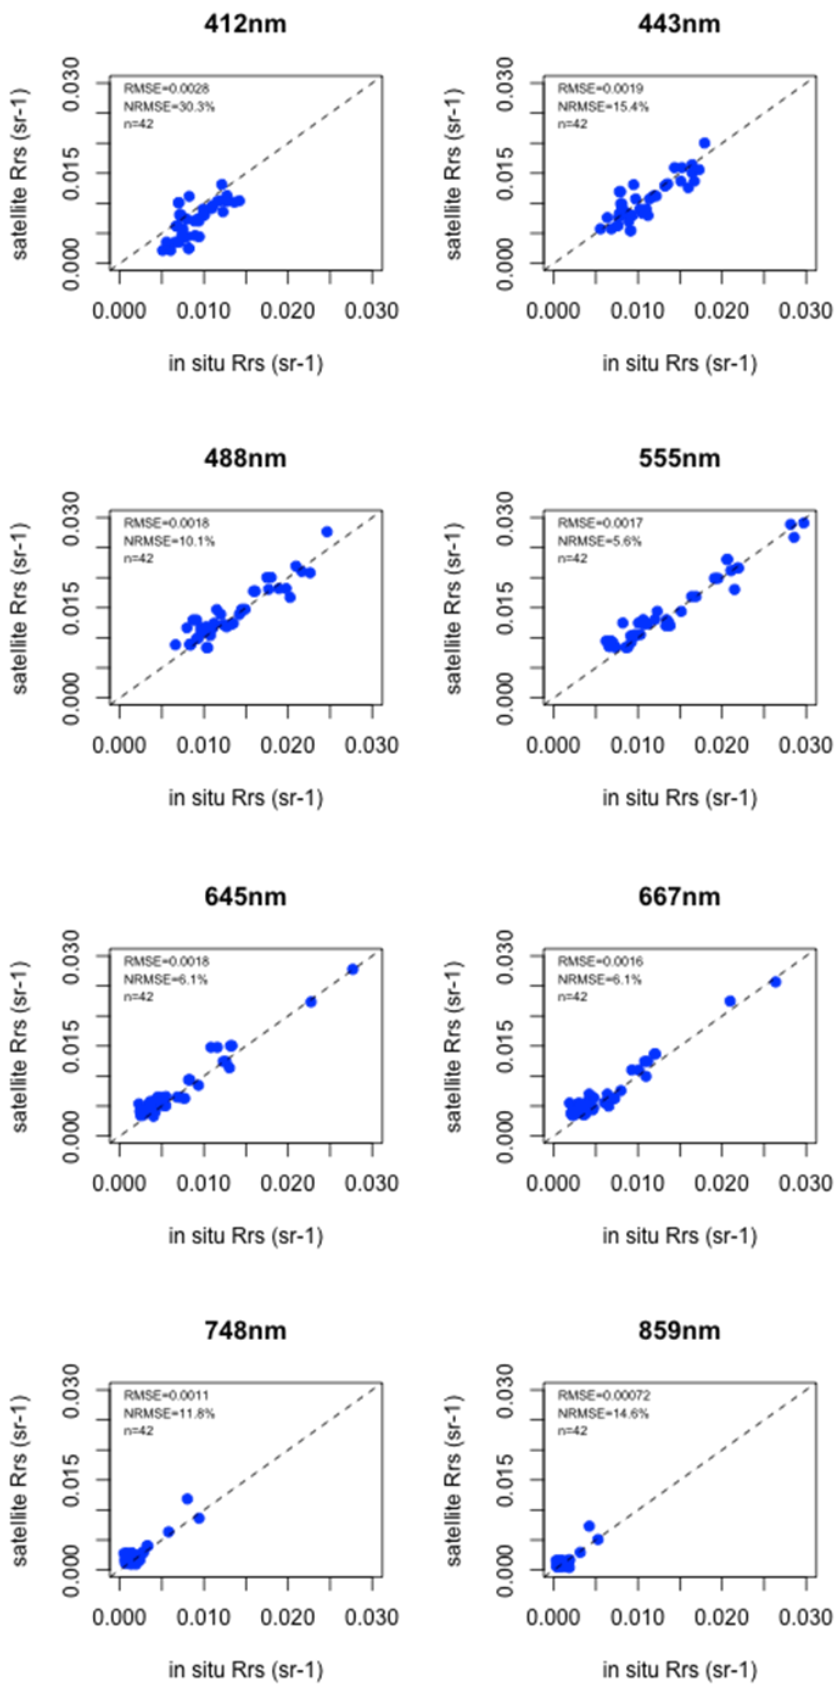 412nm
443nm
satellite Rrs (sr-1)
0.030
0.015
0.000
RMSE=0.0028
NRMSE=30.3%
n=42
0.000 0.010 0.020 0.030
in situ Rrs (sr-1)
satellite Rrs (sr-1)
0.030
0.015
0.000
RMSE=0.0019
NRMSE=15.4%
n=42
0.000 0.010 0.020 0.030
in situ Rrs (sr-1)
488nm
555nm
satellite Rrs (sr-1)
0.030
0.015
0.000
RMSE=0.0018
NRMSE=10.1%
n=42
0.000 0.010 0.020 0.030
in situ Rrs (sr-1)
satellite Rrs (sr-1)
0.030
0.015
0.000
RMSE=0.0017
NRMSE=5.6%
n=42
0.000 0.010 0.020 0.030
in situ Rrs (sr-1)
645nm
667nm
satellite Rrs (sr-1)
0.030
0.015
0.000
RMSE=0.0018
NRMSE=6.1%
n=42
0.000 0.010 0.020 0.030
in situ Rrs (sr-1)
satellite Rrs (sr-1)
0.030
0.015
0.000
RMSE=0.0016
NRMSE=6.1%
n=42
0.000 0.010 0.020 0.030
in situ Rrs (sr-1)
748nm
859nm
satellite Rrs (sr-1)
0.030
0.015
0.000
RMSE=0.0011
NRMSE=11.8%
n=42
0.000 0.010 0.020 0.030
in situ Rrs (sr-1)
satellite Rrs (sr-1)
0.030
0.015
0.000
RMSE=0.00072
NRMSE=14.6%
n=42
0.000 0.010 0.020 0.030
in situ Rrs (sr-1)